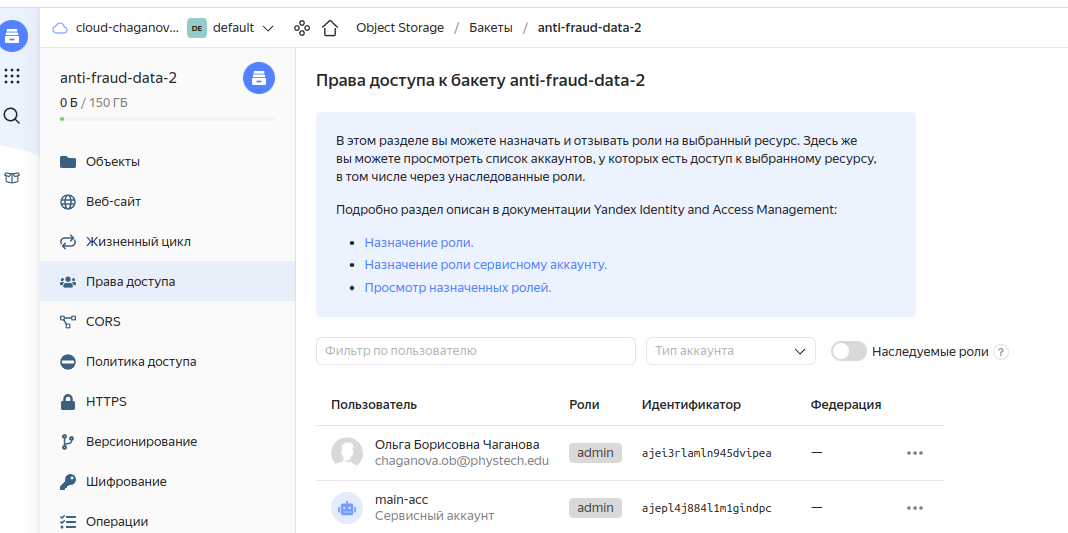 cloud-chaganov... DE default Object Storage / Бакеты / anti-fraud-data-2
anti-fraud-data-2
0 Б / 150 ГБ
Объекты
Веб-сайт
Жизненный цикл
Права доступа
CORS
Политика доступа
HTTPS
Версионирование
Шифрование
Операции
Права доступа к бакету anti-fraud-data-2
В этом разделе вы можете назначать и отзывать роли на выбранный ресурс. Здесь же
вы можете просмотреть список аккаунтов, у которых есть доступ к выбранному ресурсу,
в том числе через унаследованные роли.
Подробно раздел описан в документации Yandex Identity and Access Management:
• Назначение роли.
• Назначение роли сервисному аккаунту.
• Просмотр назначенных ролей.
Фильтр по пользователю Тип аккаунта Наследуемые роли ?
Пользователь Роли Идентификатор Федерация
Ольга Борисовна Чаганова
chaganova.ob@phystech.edu admin ajei3rlamln945dvipea —
main-acc
Сервисный аккаунт admin ajepl4j884l1m1gindpc —